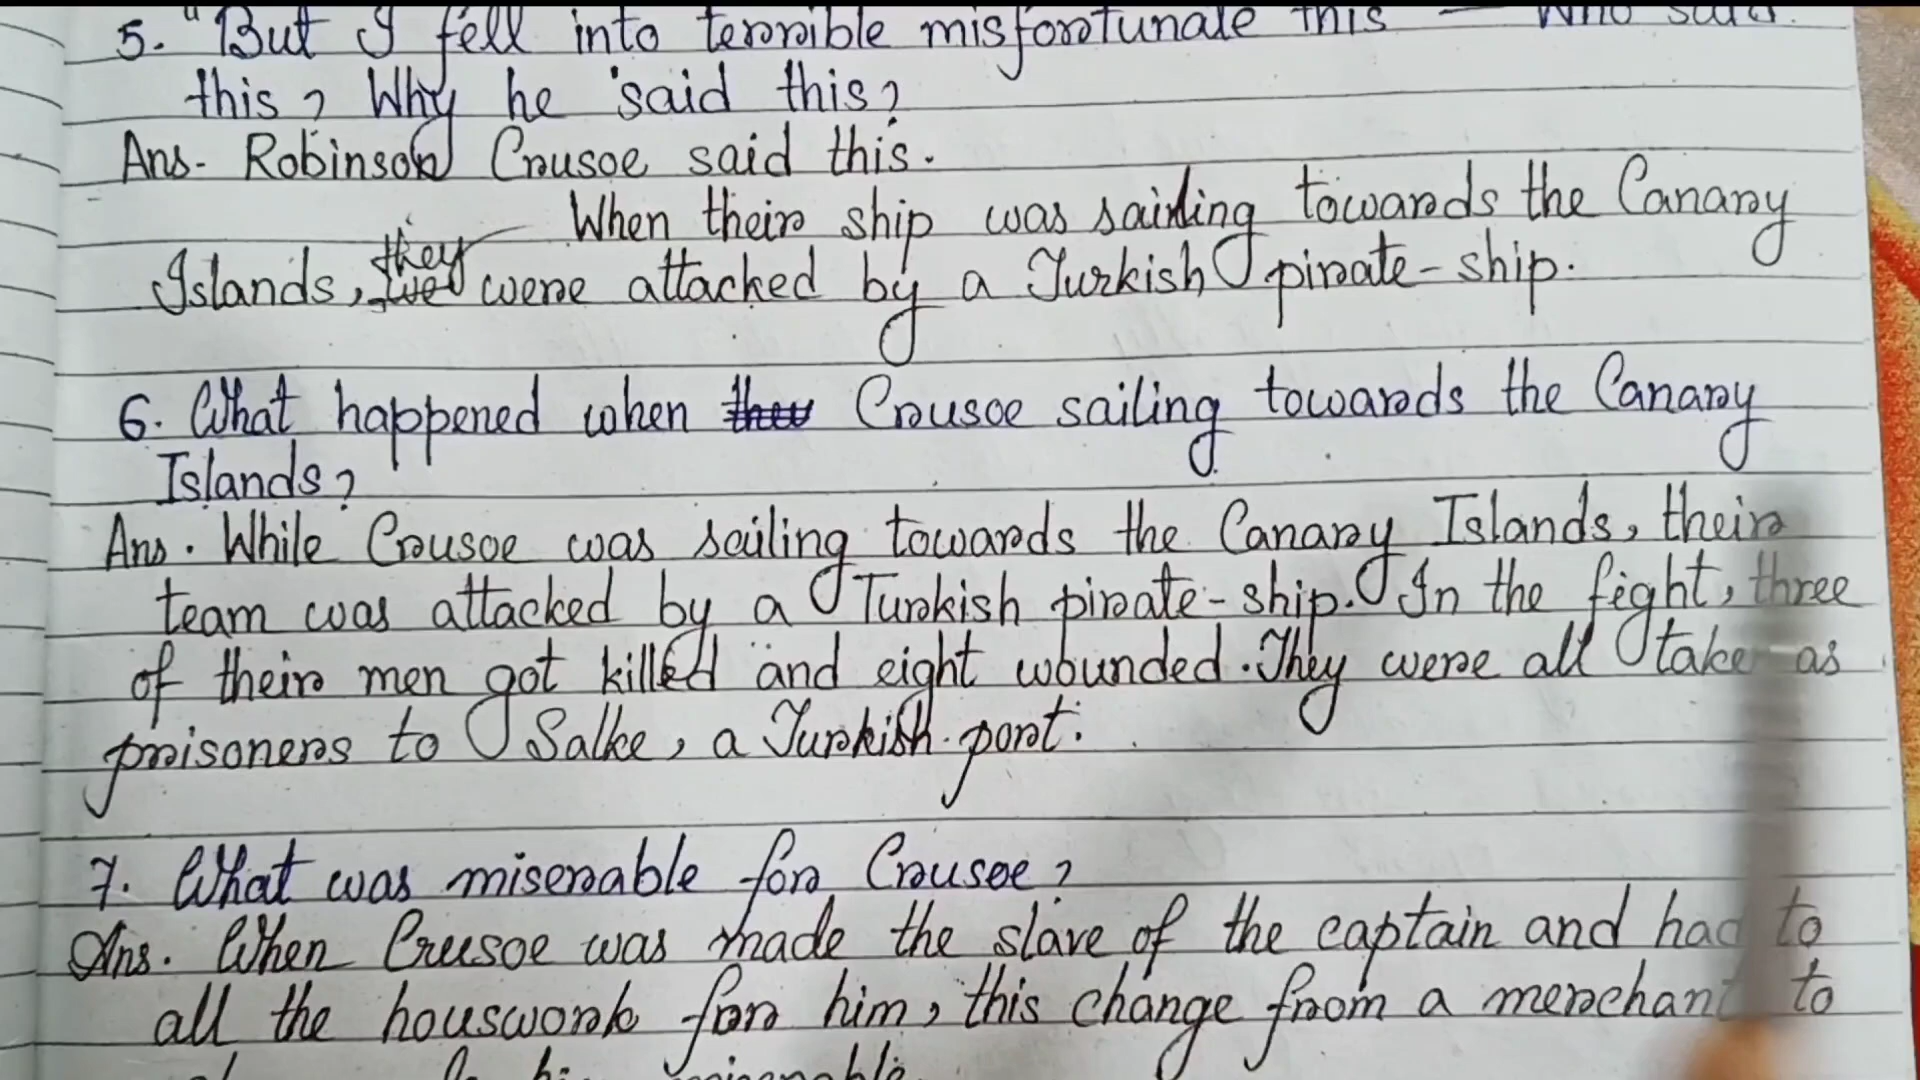 5. "But I fell into terrible misfortunate this — Who said
this? Why he said this?
Ans- Robinson Crusoe said this.
When their ship was sailing towards the Canary
Islands, they were attacked by a Turkish pirate-ship.
6. What happened when Crusoe sailing towards the Canary
Islands?
Ans. While Crusoe was sailing towards the Canary Islands, their
team was attacked by a Turkish pirate-ship. In the fight, three
of their men got killed and eight wounded. They were all take as
prisoners to Salke, a Turkish port.
7. What was miserable for Crusoe?
Ans. When Crusoe was made the slave of the captain and had to
all the houswork for him, this change from a merchant to
miserable